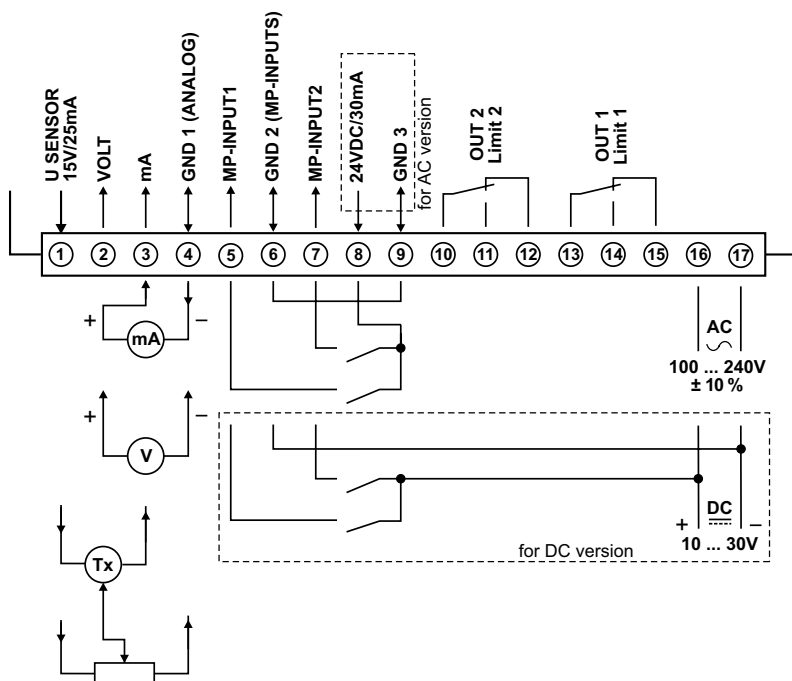 U SENSOR
15V/25mA
VOLT
mA
GND 1 (ANALOG)
MP-INPUT1
GND 2 (MP-INPUTS)
MP-INPUT2
24VDC/30mA
GND 3
for AC version
OUT 2
Limit 2
OUT 1
Limit 1
1 2 3 4 5 6 7 8 9 10 11 12 13 14 15 16 17
+ mA −
AC
100 ... 240V
± 10 %
+ V −
+ DC −
10 ... 30V
for DC version
Tx